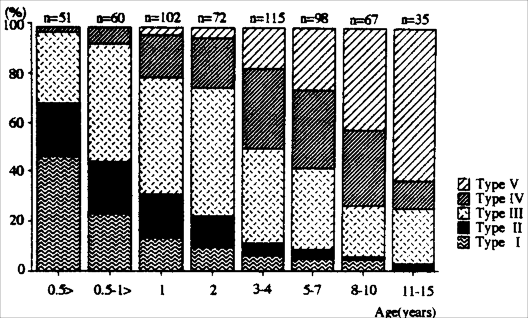 (%)
n=51 n=60 n=102 n=72 n=115 n=98 n=67 n=35
100
80
60
40
20
0
Type V
Type IV
Type III
Type II
Type I
0.5> 0.5-1> 1 2 3-4 5-7 8-10 11-15
Age(years)